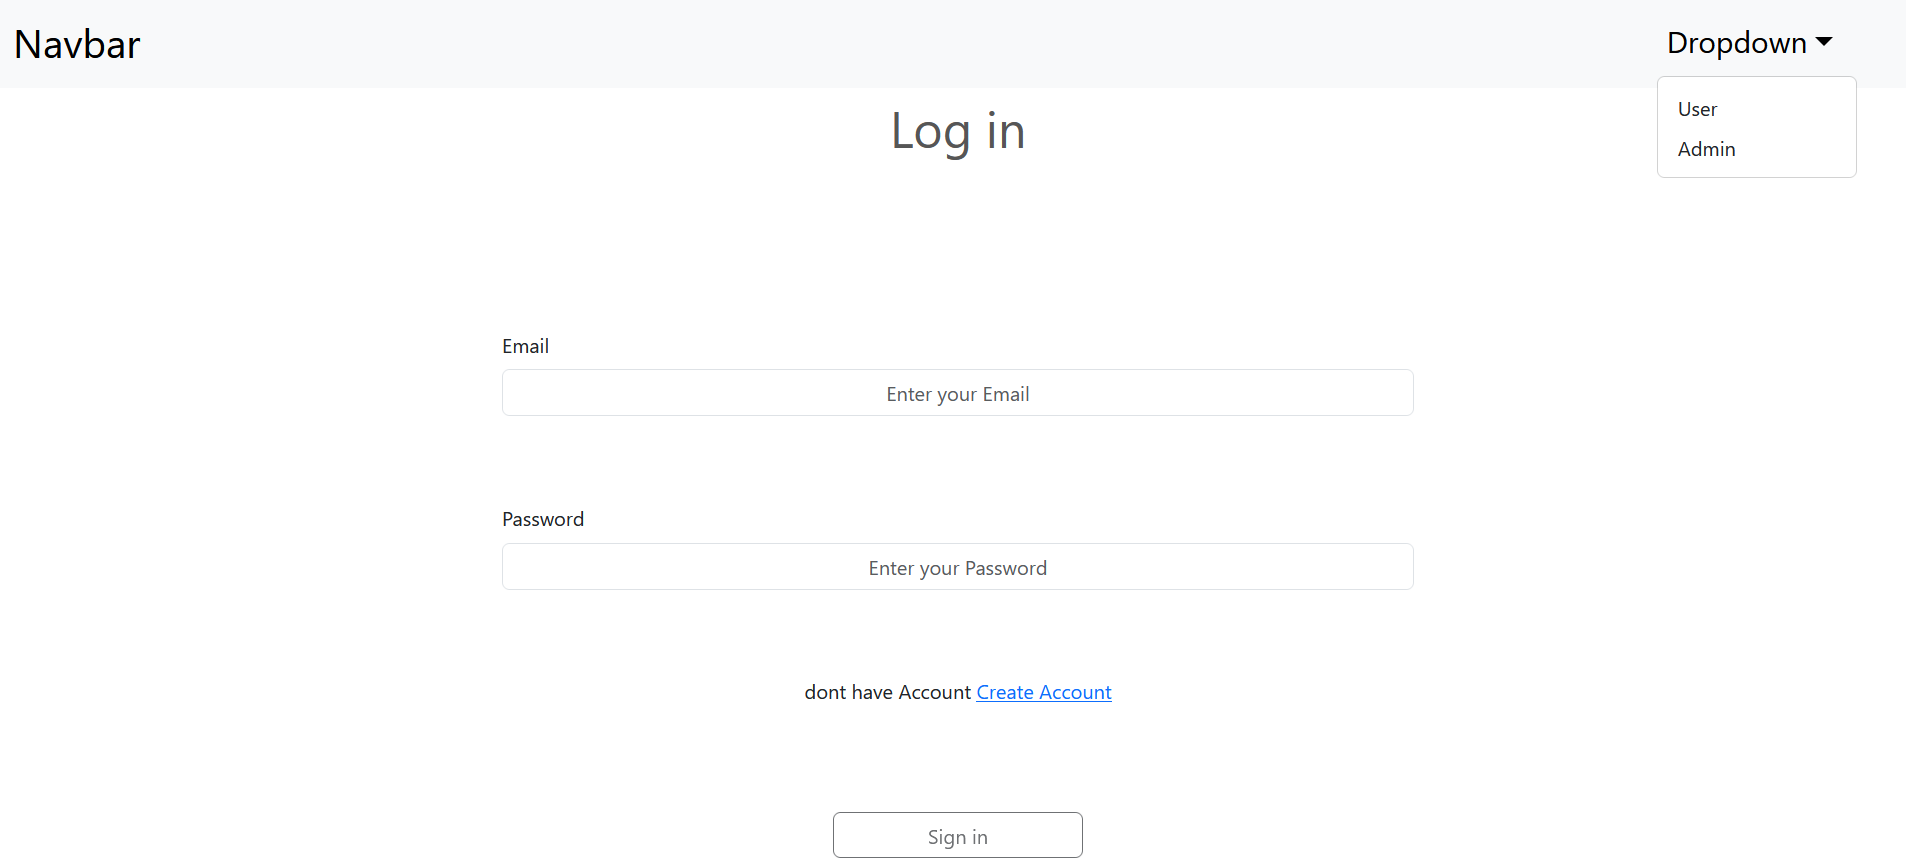 Navbar
Dropdown
User
Admin
Log in
Email
Enter your Email
Password
Enter your Password
dont have Account Create Account
Sign in